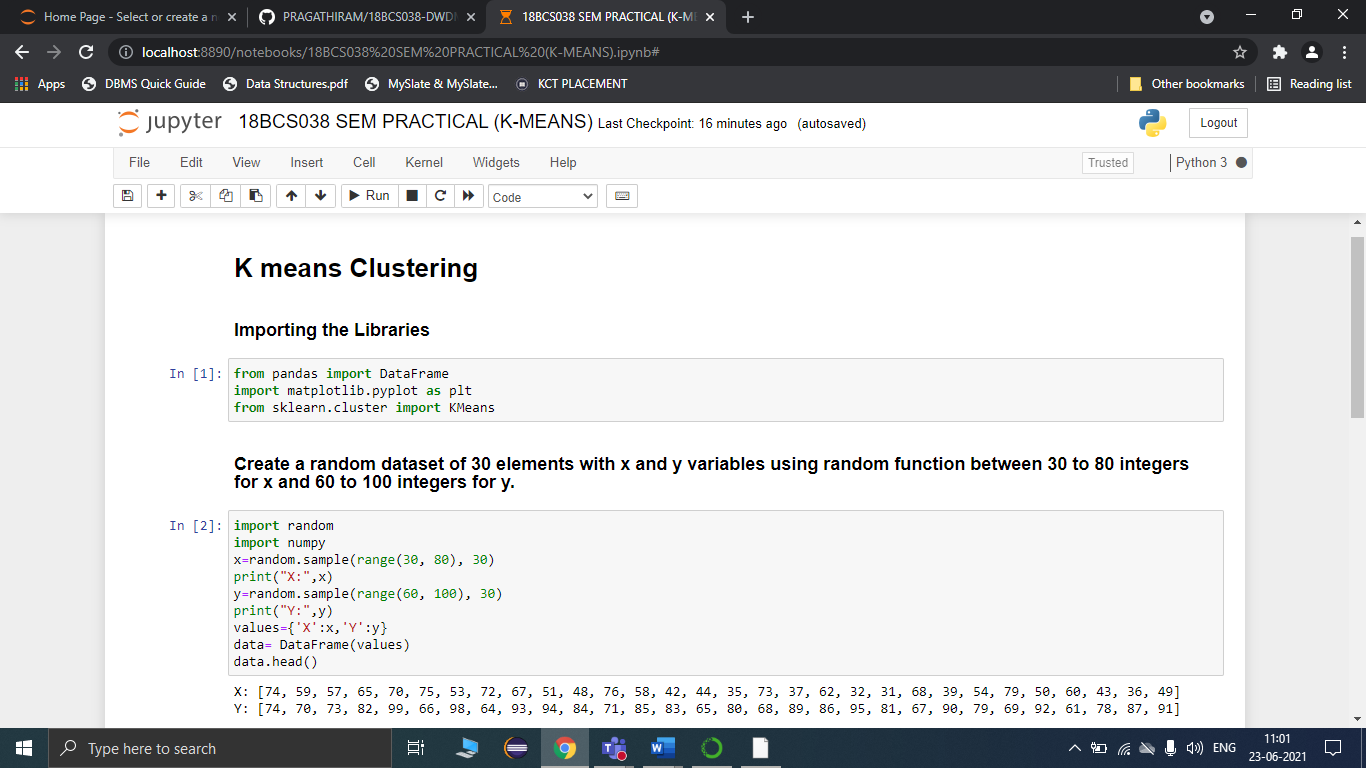 Home Page - Select or create a n
PRAGATHIRAM/18BCS038-DWD
18BCS038 SEM PRACTICAL (K-ME
localhost:8890/notebooks/18BCS038%20SEM%20PRACTICAL%20(K-MEANS).ipynb#
Apps DBMS Quick Guide Data Structures.pdf MySlate & MySlate... KCT PLACEMENT Other bookmarks Reading list
jupyter 18BCS038 SEM PRACTICAL (K-MEANS) Last Checkpoint: 16 minutes ago (autosaved) Logout
File Edit View Insert Cell Kernel Widgets Help Trusted Python 3
Run Code
K means Clustering
Importing the Libraries
In [1]: from pandas import DataFrame
import matplotlib.pyplot as plt
from sklearn.cluster import KMeans
Create a random dataset of 30 elements with x and y variables using random function between 30 to 80 integers
for x and 60 to 100 integers for y.
In [2]: import random
import numpy
x=random.sample(range(30, 80), 30)
print("X:",x)
y=random.sample(range(60, 100), 30)
print("Y:",y)
values={'X':x,'Y':y}
data= DataFrame(values)
data.head()
X: [74, 59, 57, 65, 70, 75, 53, 72, 67, 51, 48, 76, 58, 42, 44, 35, 73, 37, 62, 32, 31, 68, 39, 54, 79, 50, 60, 43, 36, 49]
Y: [74, 70, 73, 82, 99, 66, 98, 64, 93, 94, 84, 71, 85, 83, 65, 80, 68, 89, 86, 95, 81, 67, 90, 79, 69, 92, 61, 78, 87, 91]
Type here to search
ENG
11:01
23-06-2021